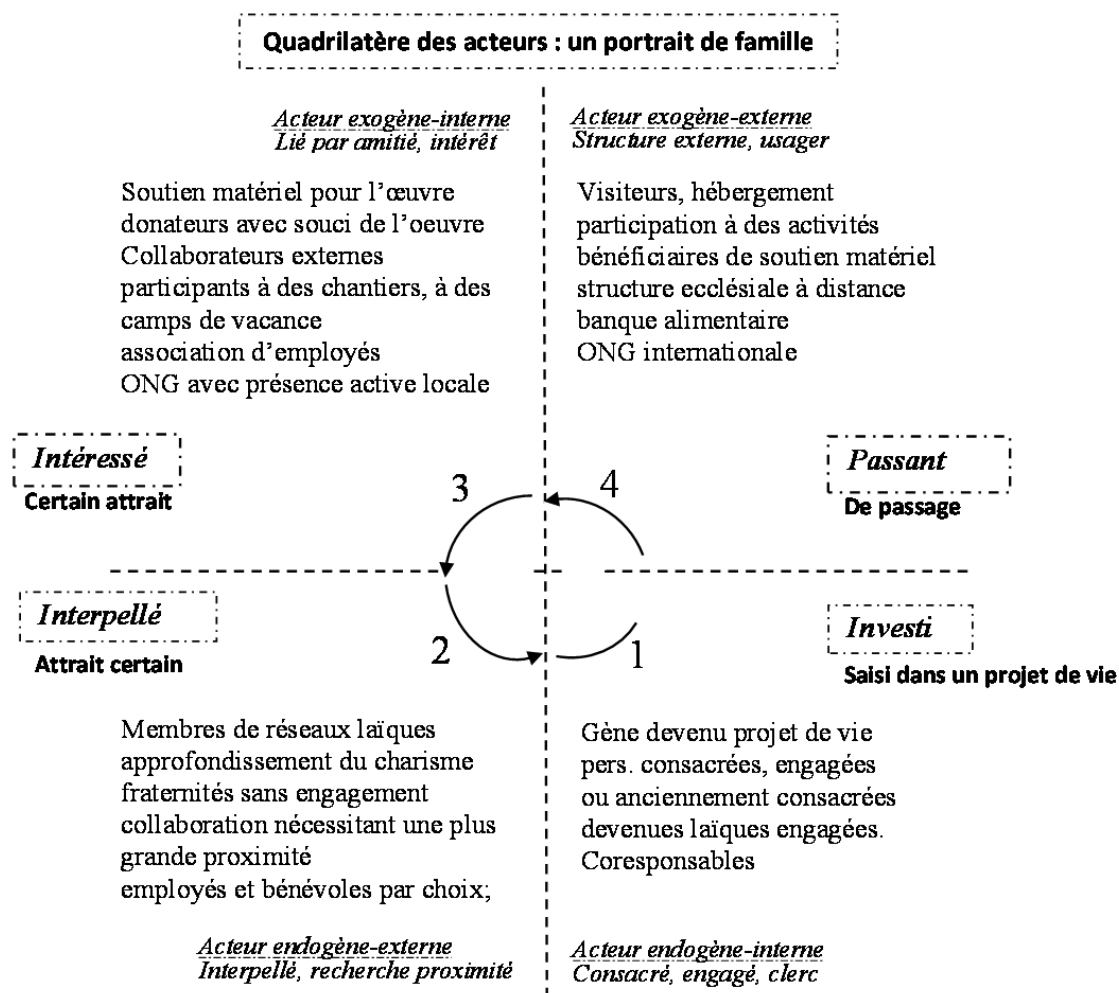 Quadrilatère des acteurs : un portrait de famille
Acteur exogène-interne
Lié par amitié, intérêt
Soutien matériel pour l'œuvre
donateurs avec souci de l'oeuvre
Collaborateurs externes
participants à des chantiers, à des
camps de vacance
association d'employés
ONG avec présence active locale
Acteur exogène-externe
Structure externe, usager
Visiteurs, hébergement
participation à des activités
bénéficiaires de soutien matériel
structure ecclésiale à distance
banque alimentaire
ONG internationale
Intéressé
Certain attrait
3
4
Passant
De passage
Interpellé
Attrait certain
2
1
Investi
Saisi dans un projet de vie
Membres de réseaux laïques
approfondissement du charisme
fraternités sans engagement
collaboration nécessitant une plus
grande proximité
employés et bénévoles par choix;
Acteur endogène-externe
Interpellé, recherche proximité
Gène devenu projet de vie
pers. consacrées, engagées
ou anciennement consacrées
devenues laïques engagées.
Coresponsables
Acteur endogène-interne
Consacré, engagé, clerc